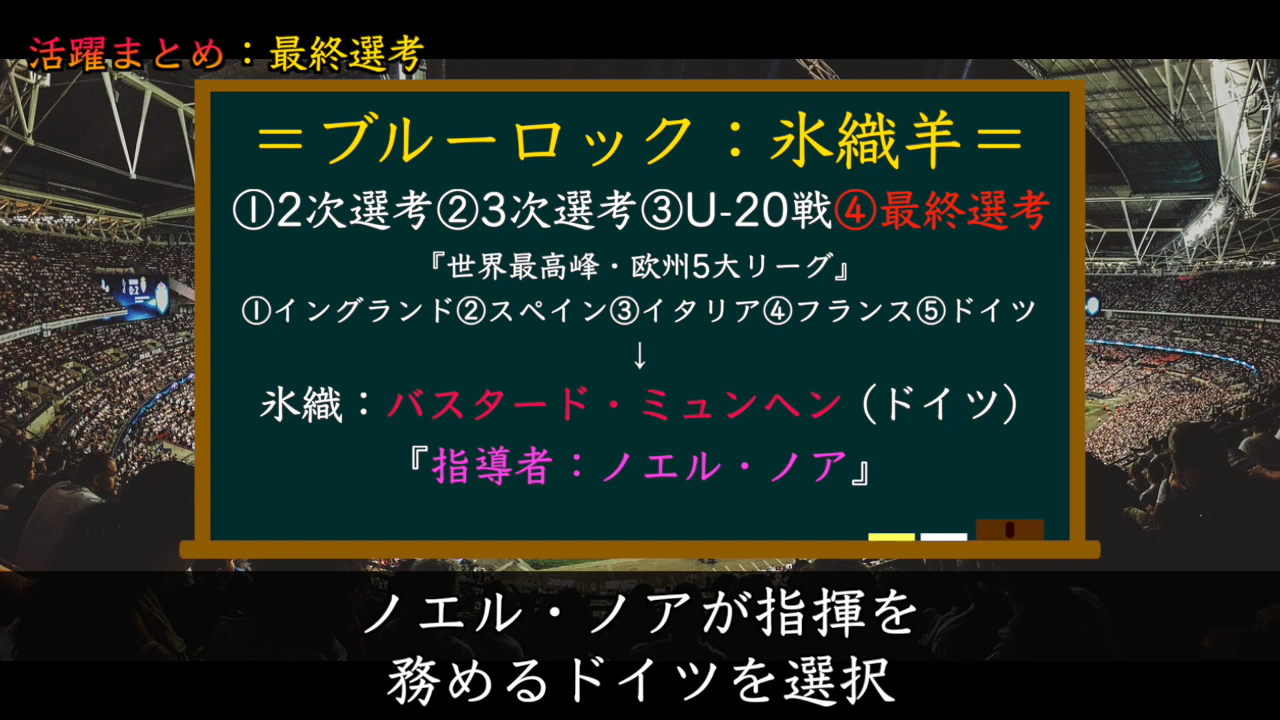 活躍まとめ：最終選考
＝ブルーロック：氷織羊＝
①2次選考②3次選考③U-20戦④最終選考
『世界最高峰・欧州5大リーグ』
①イングランド②スペイン③イタリア④フランス⑤ドイツ
↓
氷織：バスタード・ミュンヘン（ドイツ）
『指導者：ノエル・ノア』
ノエル・ノアが指揮を
務めるドイツを選択